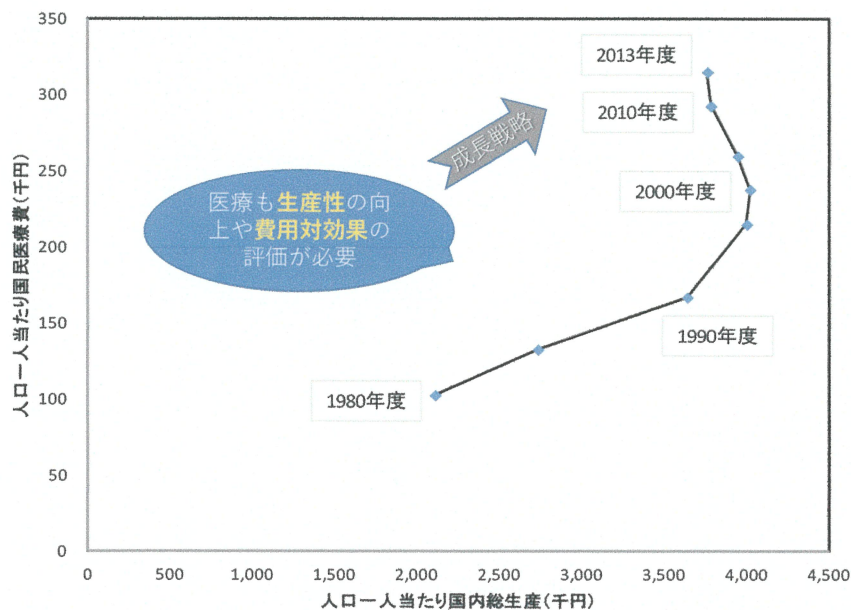 350
300
250
200
150
100
50
0
人口一人当たり国民医療費(千円)
2013年度
2010年度
2000年度
1990年度
1980年度
成長戦略
医療も生産性の向
上や費用対効果の
評価が必要
0
500
1,000
1,500
2,000
2,500
3,000
3,500
4,000
4,500
人口一人当たり国内総生産(千円)